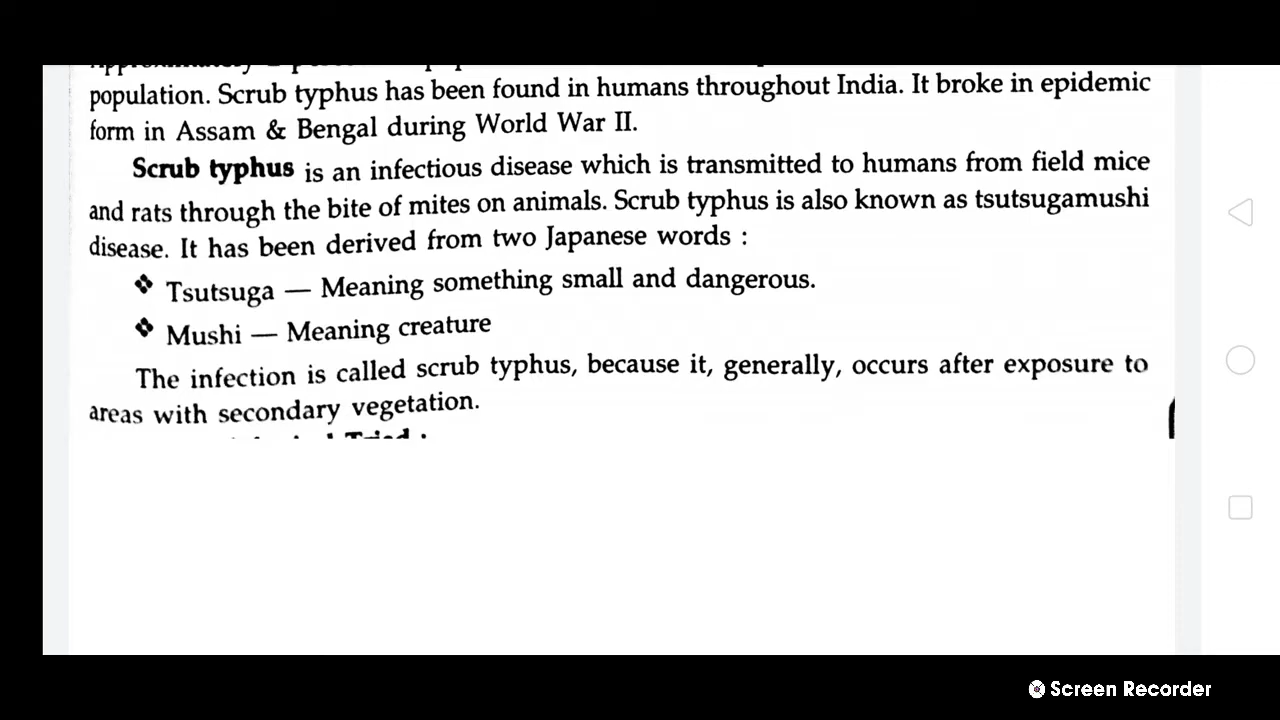 population. Scrub typhus has been found in humans throughout India. It broke in epidemic
form in Assam & Bengal during World War II.
Scrub typhus is an infectious disease which is transmitted to humans from field mice
and rats through the bite of mites on animals. Scrub typhus is also known as tsutsugamushi
disease. It has been derived from two Japanese words :
❖ Tsutsuga — Meaning something small and dangerous.
❖ Mushi — Meaning creature
The infection is called scrub typhus, because it, generally, occurs after exposure to
areas with secondary vegetation.
Screen Recorder